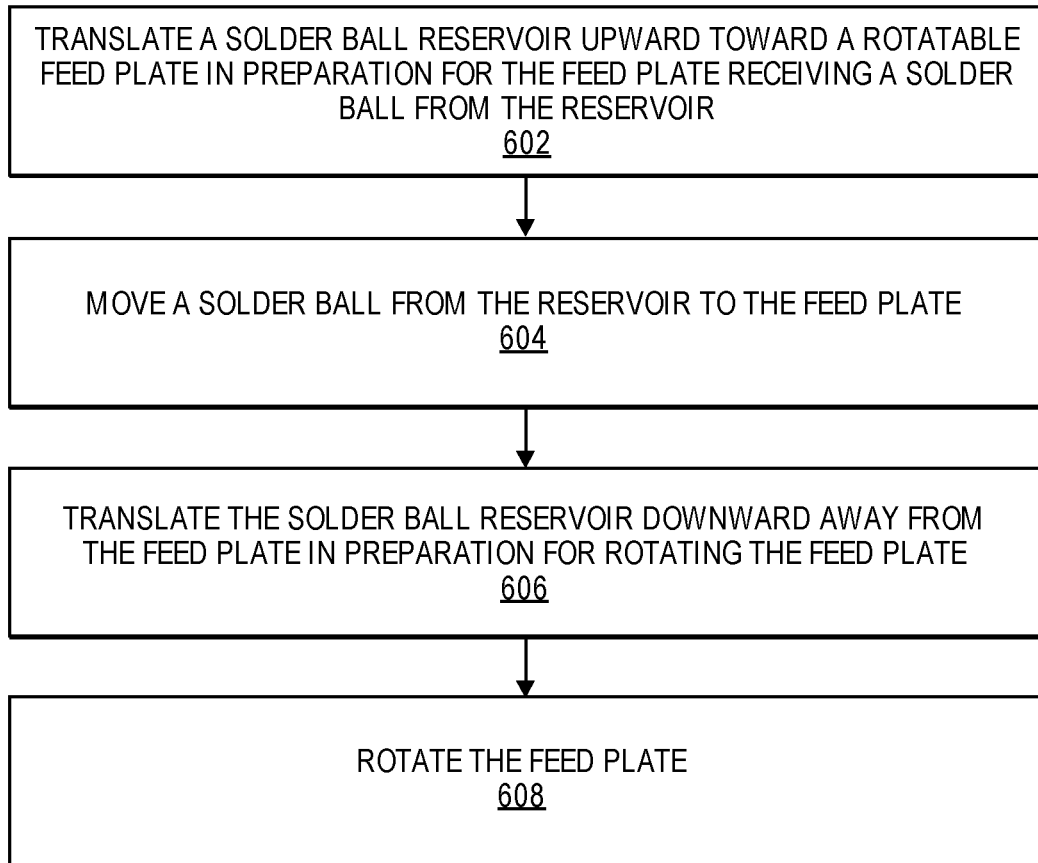 TRANSLATE A SOLDER BALL RESERVOIR UPWARD TOWARD A ROTATABLE
FEED PLATE IN PREPARATION FOR THE FEED PLATE RECEIVING A SOLDER
BALL FROM THE RESERVOIR
602
MOVE A SOLDER BALL FROM THE RESERVOIR TO THE FEED PLATE
604
TRANSLATE THE SOLDER BALL RESERVOIR DOWNWARD AWAY FROM
THE FEED PLATE IN PREPARATION FOR ROTATING THE FEED PLATE
606
ROTATE THE FEED PLATE
608